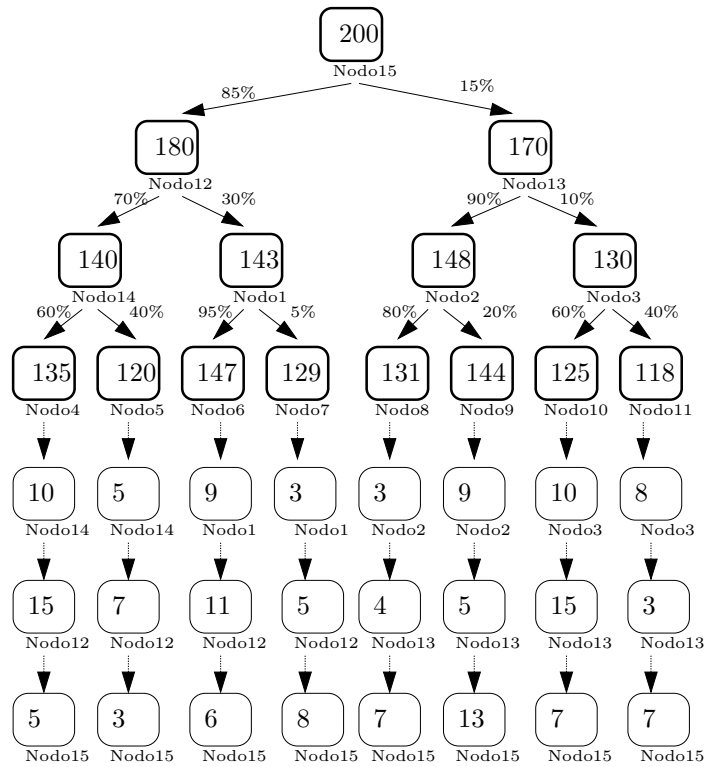 200
Nodo15
85% 15%
180 170
Nodo12 Nodo13
70% 30% 90% 10%
140 143 148 130
Nodo14 Nodo1 Nodo2 Nodo3
60% 40% 95% 5% 80% 20% 60% 40%
135 120 147 129 131 144 125 118
Nodo4 Nodo5 Nodo6 Nodo7 Nodo8 Nodo9 Nodo10 Nodo11
10 5 9 3 3 9 10 8
Nodo14 Nodo14 Nodo1 Nodo1 Nodo2 Nodo2 Nodo3 Nodo3
15 7 11 5 4 5 15 3
Nodo12 Nodo12 Nodo12 Nodo12 Nodo13 Nodo13 Nodo13 Nodo13
5 3 6 8 7 13 7 7
Nodo15 Nodo15 Nodo15 Nodo15 Nodo15 Nodo15 Nodo15 Nodo15